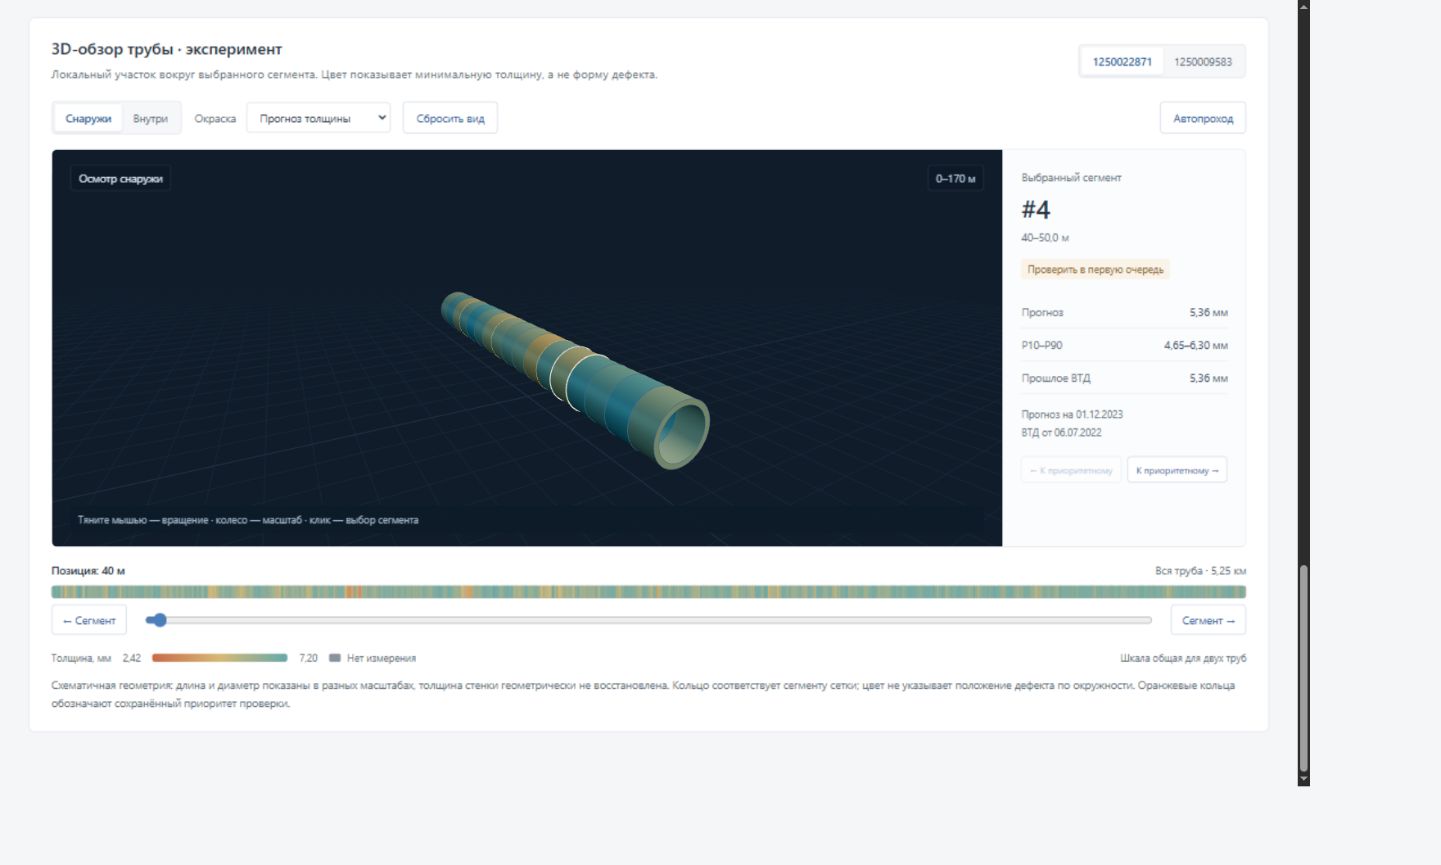 3D-обзор трубы · эксперимент
Локальный участок вокруг выбранного сегмента. Цвет показывает минимальную толщину, а не форму дефекта.
1250022871 1250009583
Снаружи Внутри Окраска Прогноз толщины Сбросить вид Автопроход
Осмотр снаружи 0–170 м
Выбранный сегмент
#4
40–50,0 м
Проверить в первую очередь
Прогноз 5,36 мм
P10–P90 4,65–6,30 мм
Прошлое ВТД 5,36 мм
Прогноз на 01.12.2023
ВТД от 06.07.2022
← К приоритетному К приоритетному →
Тяните мышью — вращение · колесо — масштаб · клик — выбор сегмента
Позиция: 40 м Вся труба · 5,25 км
← Сегмент Сегмент →
Толщина, мм 2,42 7,20 Нет измерения Шкала общая для двух труб
Схематичная геометрия: длина и диаметр показаны в разных масштабах, толщина стенки геометрически не восстановлена. Кольцо соответствует сегменту сетки; цвет не указывает положение дефекта по окружности. Оранжевые кольца
обозначают сохранённый приоритет проверки.